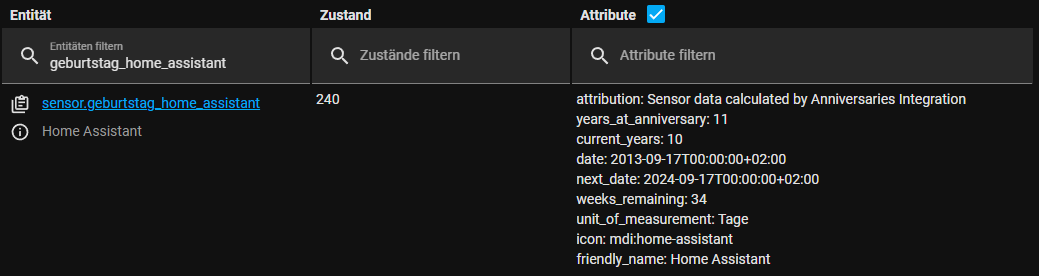 Entität Zustand Attribute
Entitäten filtern
geburtstag_home_assistant
Zustände filtern
Attribute filtern
sensor.geburtstag_home_assistant
Home Assistant
240
attribution: Sensor data calculated by Anniversaries Integration
years_at_anniversary: 11
current_years: 10
date: 2013-09-17T00:00:00+02:00
next_date: 2024-09-17T00:00:00+02:00
weeks_remaining: 34
unit_of_measurement: Tage
icon: mdi:home-assistant
friendly_name: Home Assistant